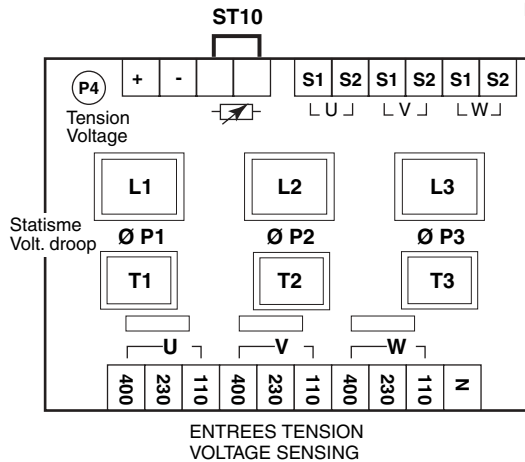 ST10
+ - S1 S2 S1 S2 S1 S2
P4
U V W
Tension
Voltage
L1 L2 L3
Statisme
Volt. droop
Ø P1 Ø P2 Ø P3
T1 T2 T3
U V W
400 230 110 400 230 110 400 230 110 N
ENTREES TENSION
VOLTAGE SENSING